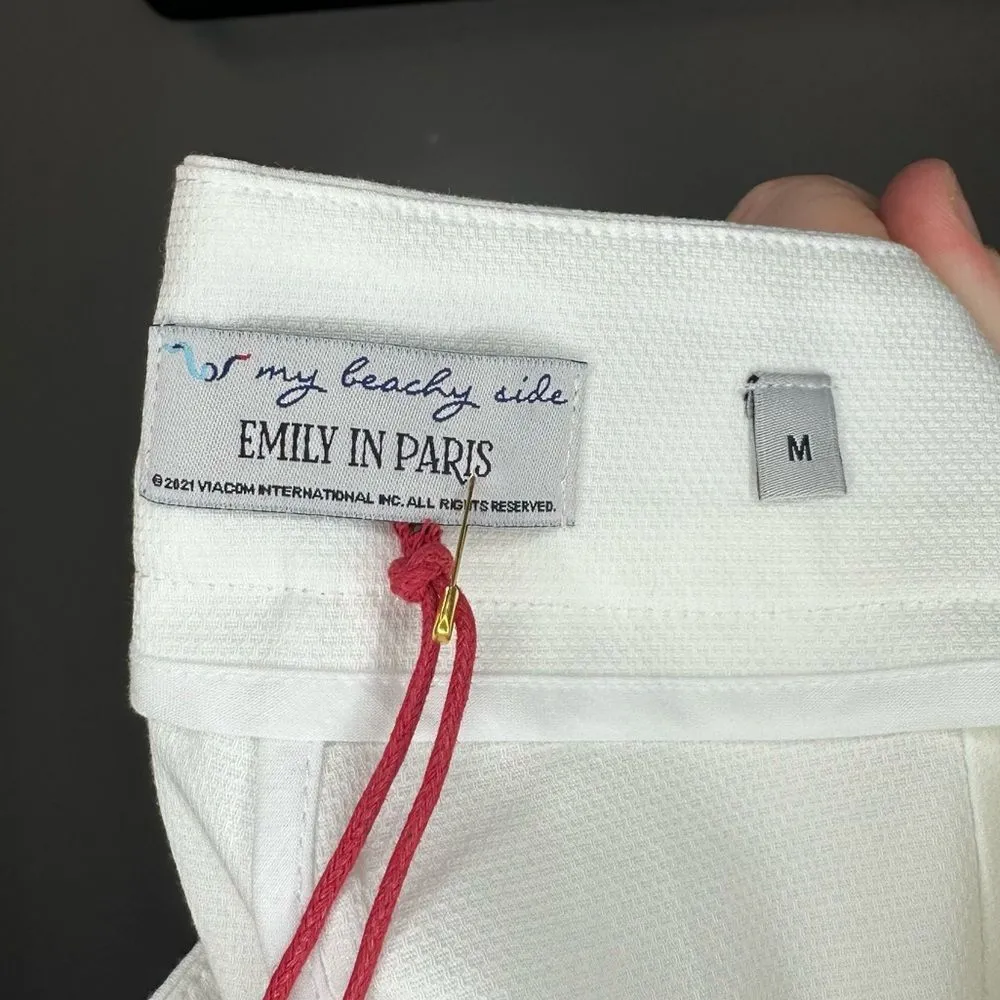 my beachy side
EMILY IN PARIS
©2021 VIACOM INTERNATIONAL INC. ALL RIGHTS RESERVED.
M